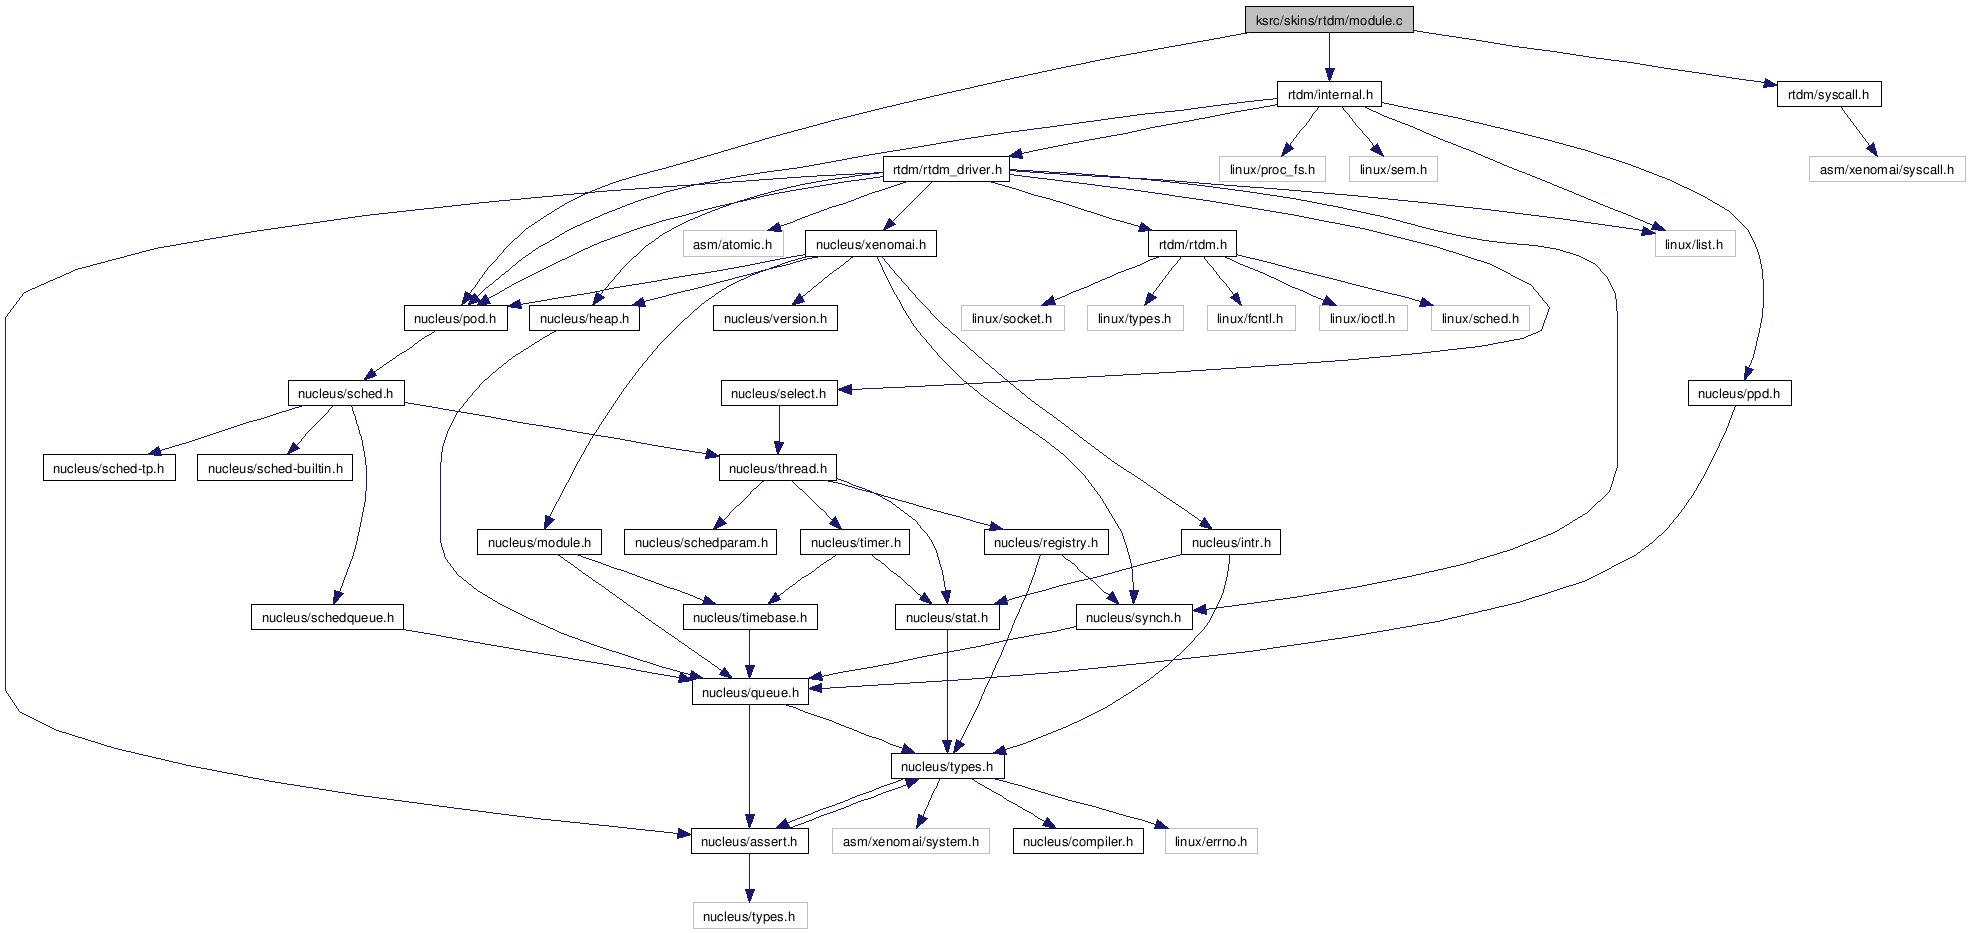 ksrc/skins/rtdm/module.c
rtdm/internal.h
rtdm/syscall.h
rtdm/rtdm_driver.h
linux/proc_fs.h
linux/sem.h
asm/xenomai/syscall.h
asm/atomic.h
nucleus/xenomai.h
rtdm/rtdm.h
linux/list.h
nucleus/pod.h
nucleus/heap.h
nucleus/version.h
linux/socket.h
linux/types.h
linux/fcntl.h
linux/ioctl.h
linux/sched.h
nucleus/sched.h
nucleus/select.h
nucleus/ppd.h
nucleus/sched-tp.h
nucleus/sched-builtin.h
nucleus/thread.h
nucleus/module.h
nucleus/schedparam.h
nucleus/timer.h
nucleus/registry.h
nucleus/intr.h
nucleus/schedqueue.h
nucleus/timebase.h
nucleus/stat.h
nucleus/synch.h
nucleus/queue.h
nucleus/types.h
nucleus/assert.h
asm/xenomai/system.h
nucleus/compiler.h
linux/errno.h
nucleus/types.h